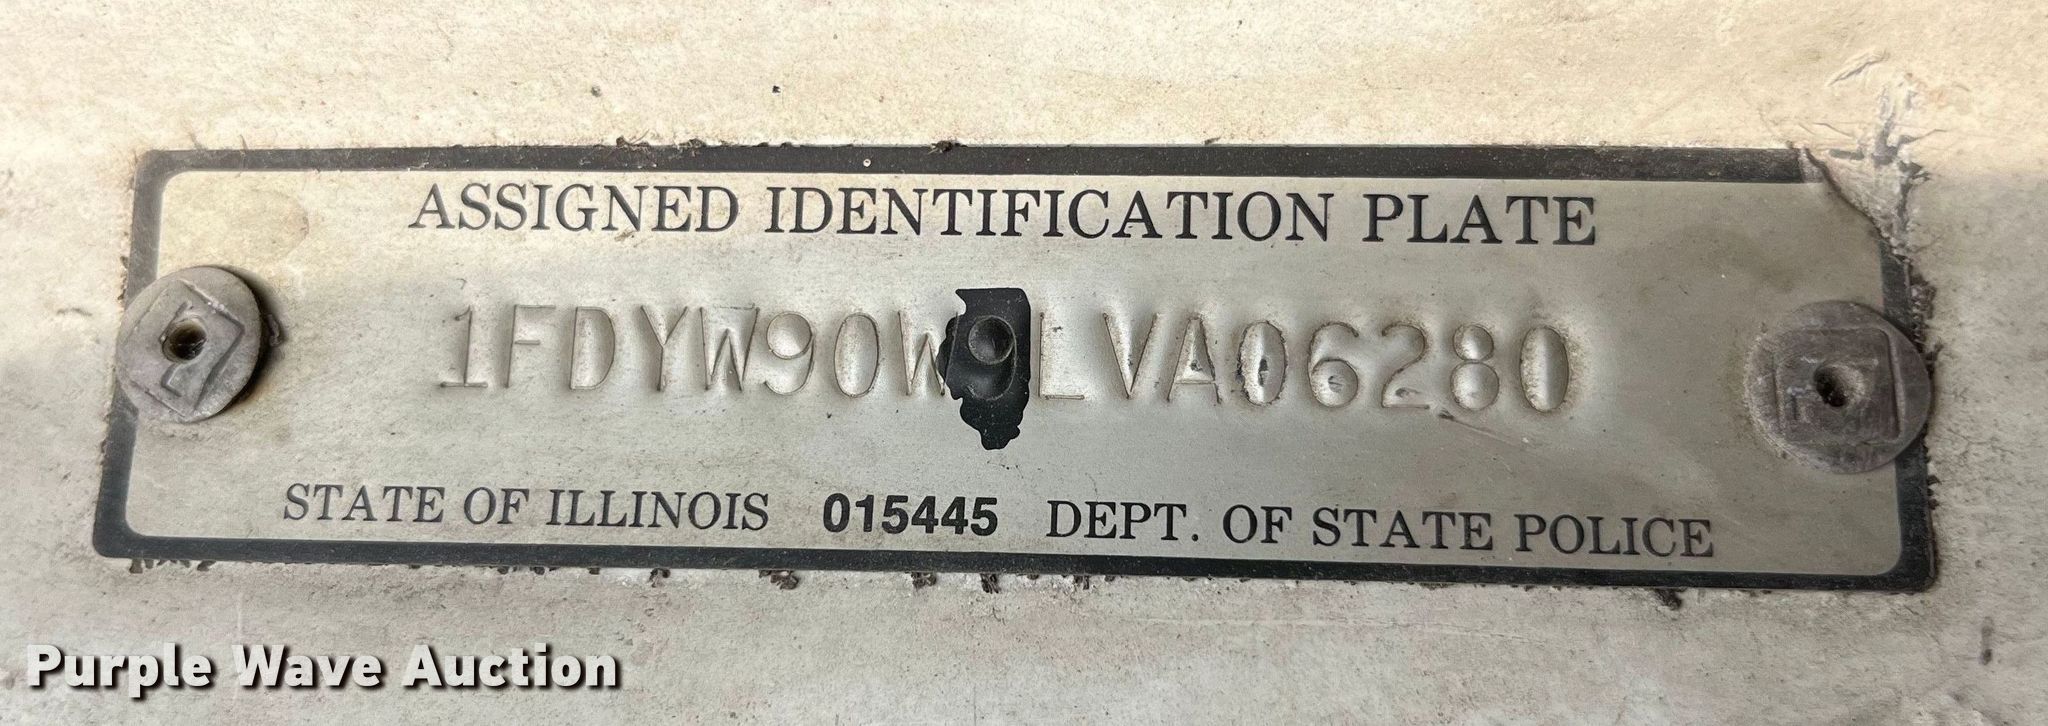 ASSIGNED IDENTIFICATION PLATE
1FDYW90W9LVA06280
STATE OF ILLINOIS 015445 DEPT. OF STATE POLICE
Purple Wave Auction